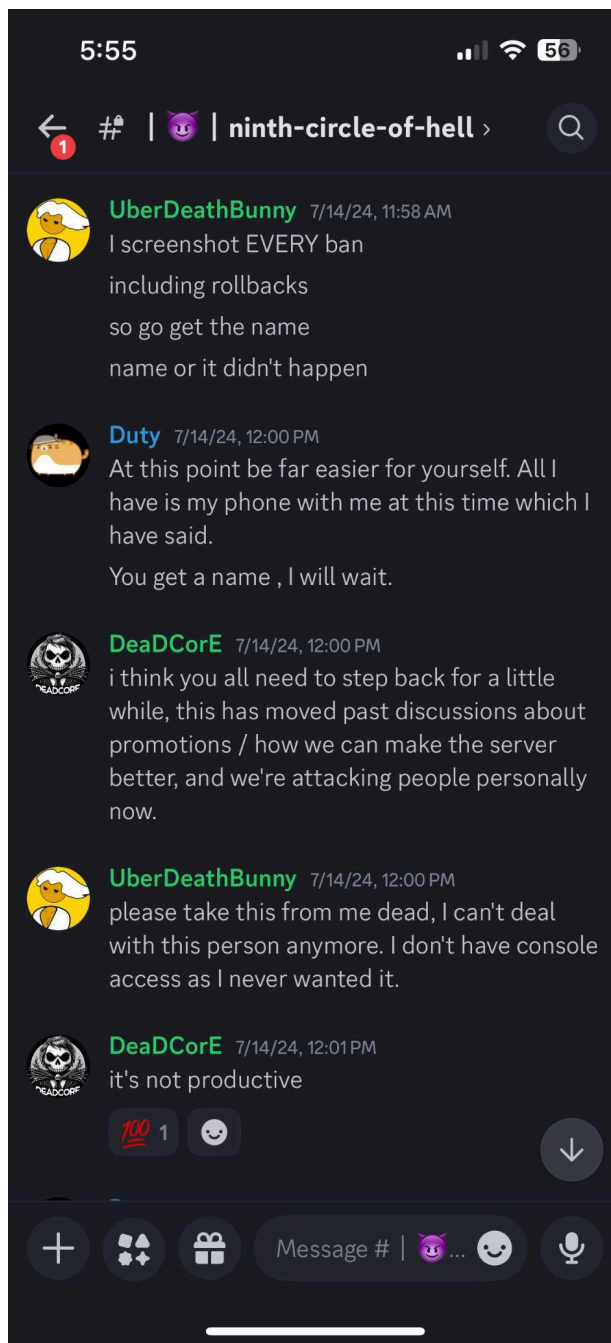 5:55
56
1
# | 😈 | ninth-circle-of-hell ›
UberDeathBunny 7/14/24, 11:58 AM
I screenshot EVERY ban
including rollbacks
so go get the name
name or it didn't happen
Duty 7/14/24, 12:00 PM
At this point be far easier for yourself. All I
have is my phone with me at this time which I
have said.
You get a name , I will wait.
DeaDCorE 7/14/24, 12:00 PM
i think you all need to step back for a little
while, this has moved past discussions about
promotions / how we can make the server
better, and we're attacking people personally
now.
DEADCORE
UberDeathBunny 7/14/24, 12:00 PM
please take this from me dead, I can't deal
with this person anymore. I don't have console
access as I never wanted it.
DeaDCorE 7/14/24, 12:01 PM
it's not productive
DEADCORE
💯 1
Message # | 😈...